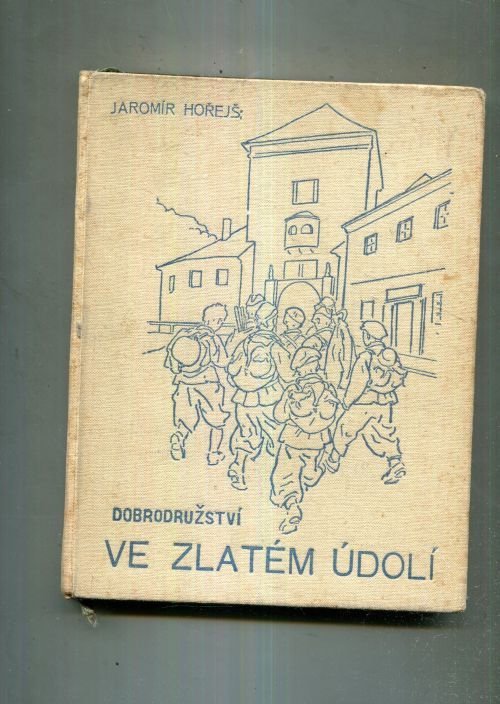 JAROMÍR HOŘEJŠ:
DOBRODRUŽSTVÍ
VE ZLATÉM ÚDOLÍ